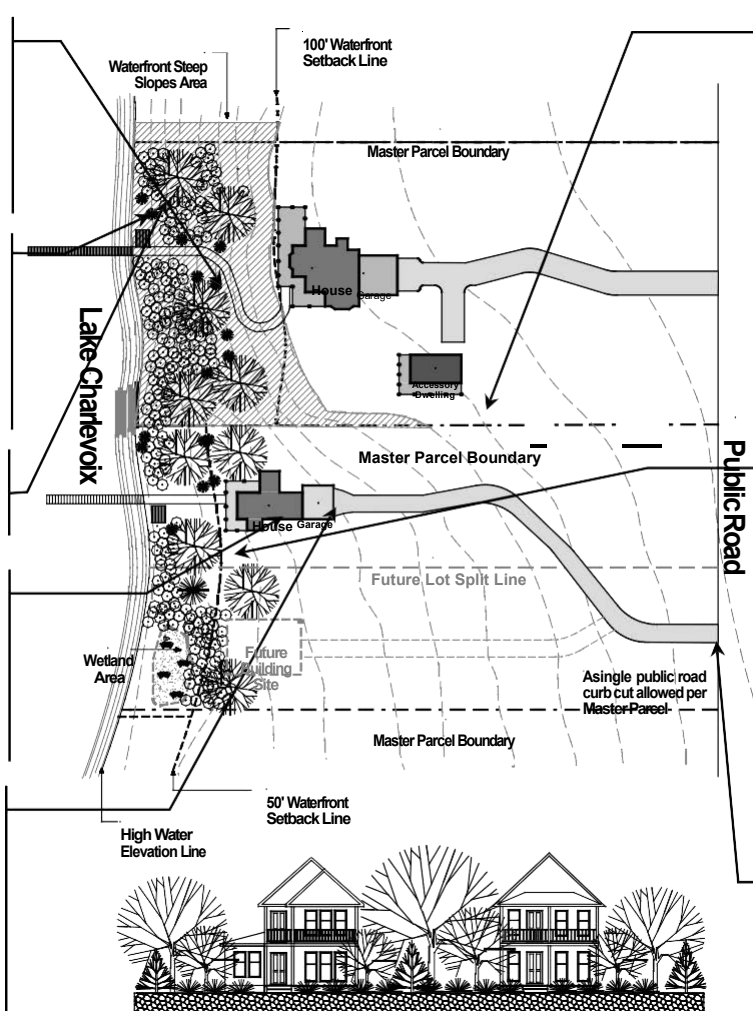 100' Waterfront
Setback Line
Waterfront Steep
Slopes Area
Master Parcel Boundary
House
Garage
Lake Charlevoix
Accessory
Dwelling
Master Parcel Boundary
Public Road
House
Garage
Future Lot Split Line
Wetland
Area
Future
Building
Site
Asingle public road
curb cut allowed per
Master Parcel
Master Parcel Boundary
50' Waterfront
Setback Line
High Water
Elevation Line